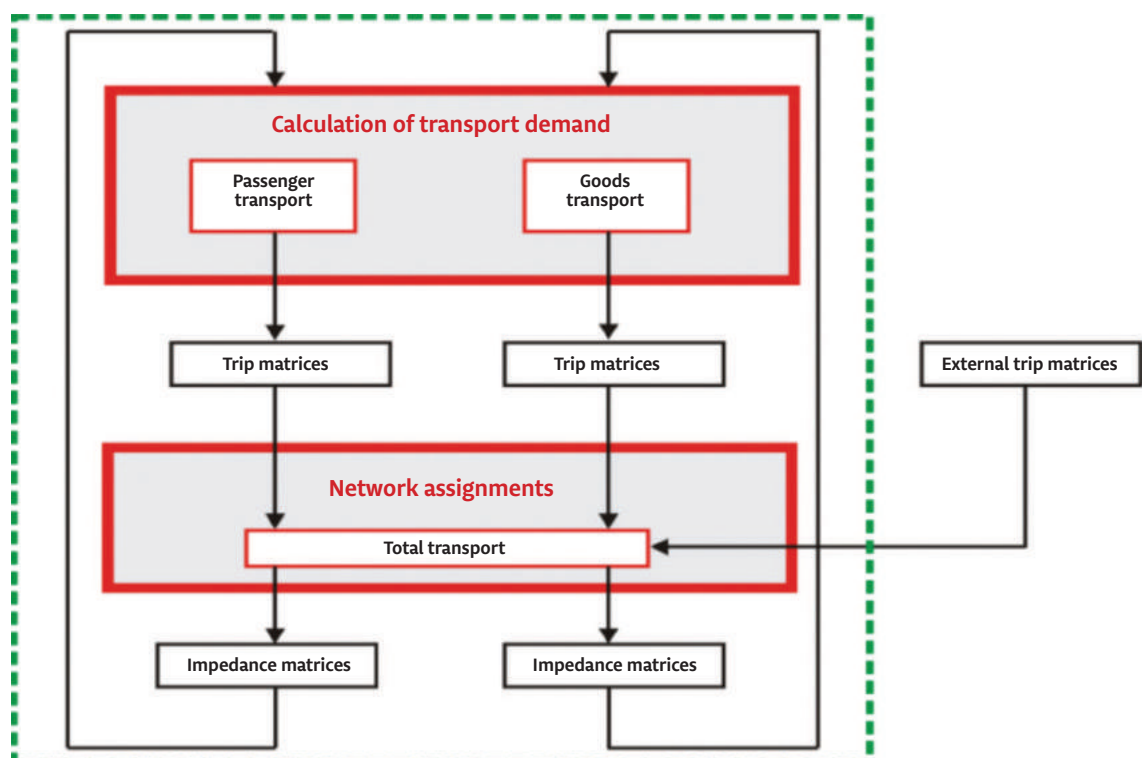 Calculation of transport demand
Passenger
transport
Goods
transport
Trip matrices
Trip matrices
External trip matrices
Network assignments
Total transport
Impedance matrices
Impedance matrices